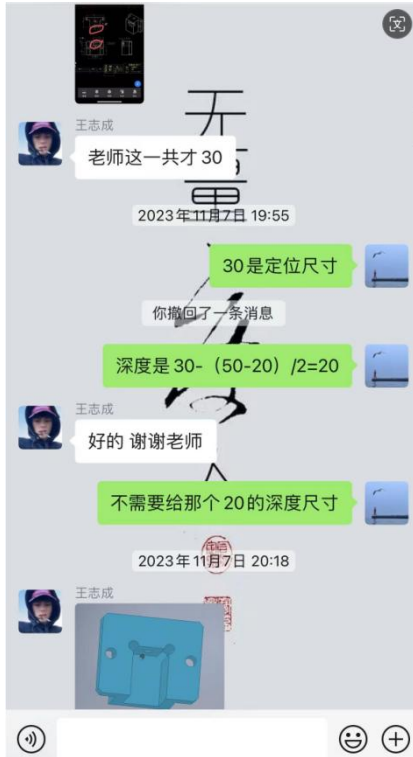 王志成
老师这一共才30
2023年11月7日 19:55
30是定位尺寸
你撤回了一条消息
深度是 30-（50-20）/2=20
王志成
好的 谢谢老师
不需要给那个20的深度尺寸
2023年11月7日 20:18
王志成